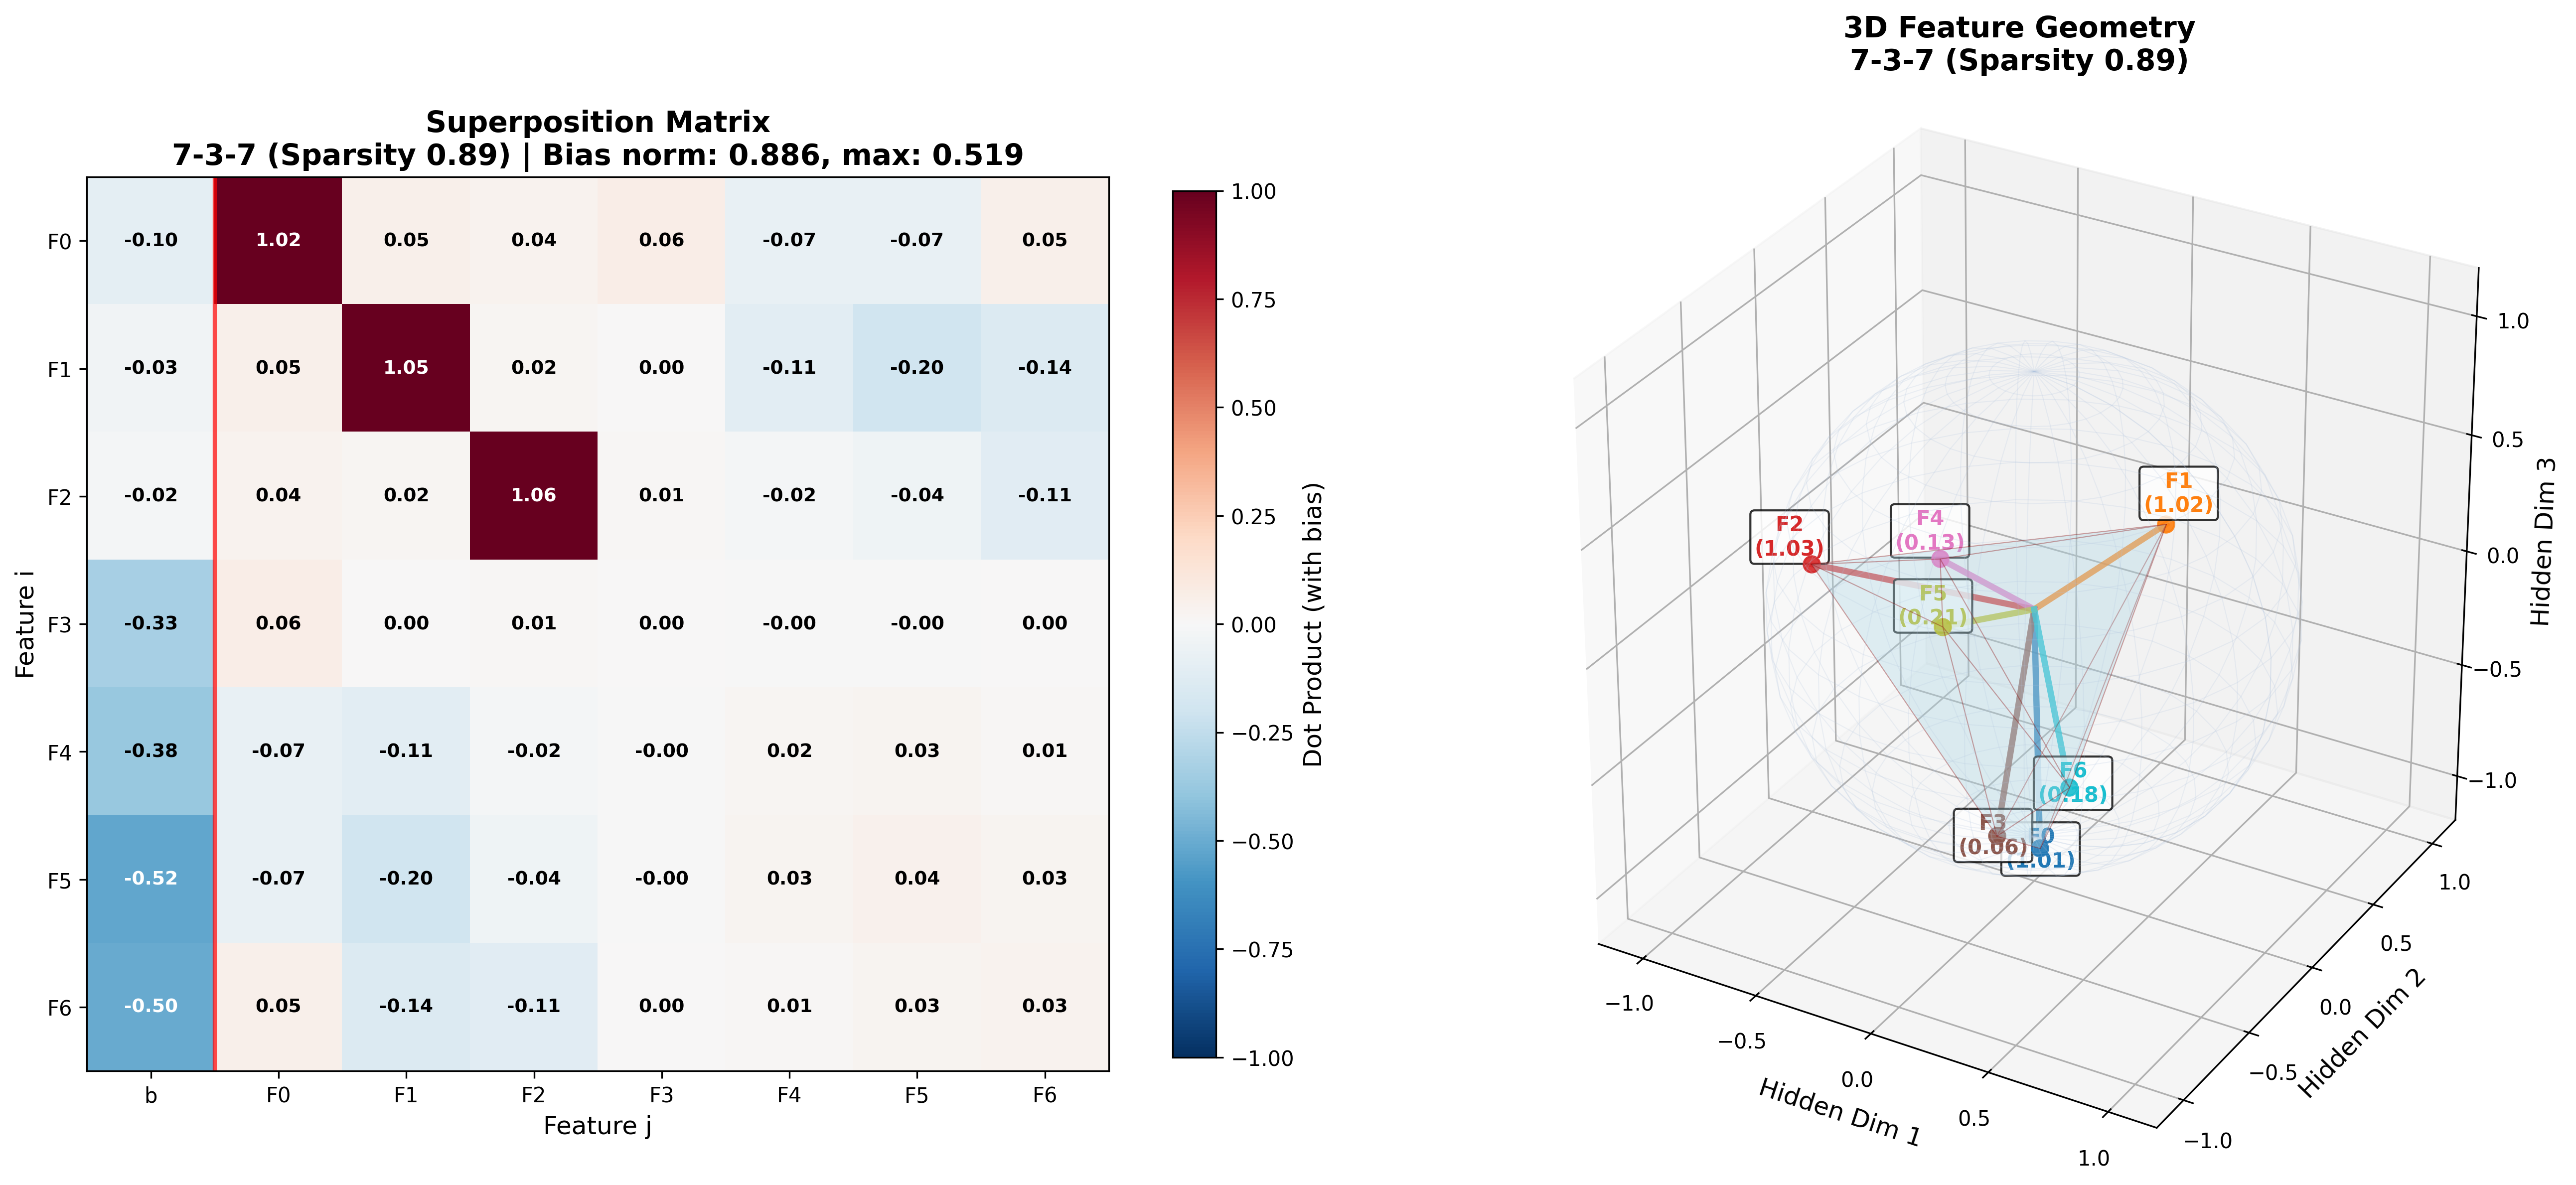 Superposition Matrix
7-3-7 (Sparsity 0.89) | Bias norm: 0.886, max: 0.519
Feature i
F0 -0.10 1.02 0.05 0.04 0.06 -0.07 -0.07 0.05
F1 -0.03 0.05 1.05 0.02 0.00 -0.11 -0.20 -0.14
F2 -0.02 0.04 0.02 1.06 0.01 -0.02 -0.04 -0.11
F3 -0.33 0.06 0.00 0.01 0.00 -0.00 -0.00 0.00
F4 -0.38 -0.07 -0.11 -0.02 -0.00 0.02 0.03 0.01
F5 -0.52 -0.07 -0.20 -0.04 -0.00 0.03 0.04 0.03
F6 -0.50 0.05 -0.14 -0.11 0.00 0.01 0.03 0.03
b F0 F1 F2 F3 F4 F5 F6
Feature j
1.00
0.75
0.50
0.25
0.00
−0.25
−0.50
−0.75
−1.00
Dot Product (with bias)
3D Feature Geometry
7-3-7 (Sparsity 0.89)
F1
(1.02)
F2
(1.03)
F4
(0.13)
F5
(0.21)
F6
(0.18)
F3
(0.06)
F0
(1.01)
1.0
0.5
0.0
−0.5
−1.0
Hidden Dim 3
1.0
0.5
0.0
−0.5
−1.0
Hidden Dim 2
−1.0
−0.5
0.0
0.5
1.0
Hidden Dim 1